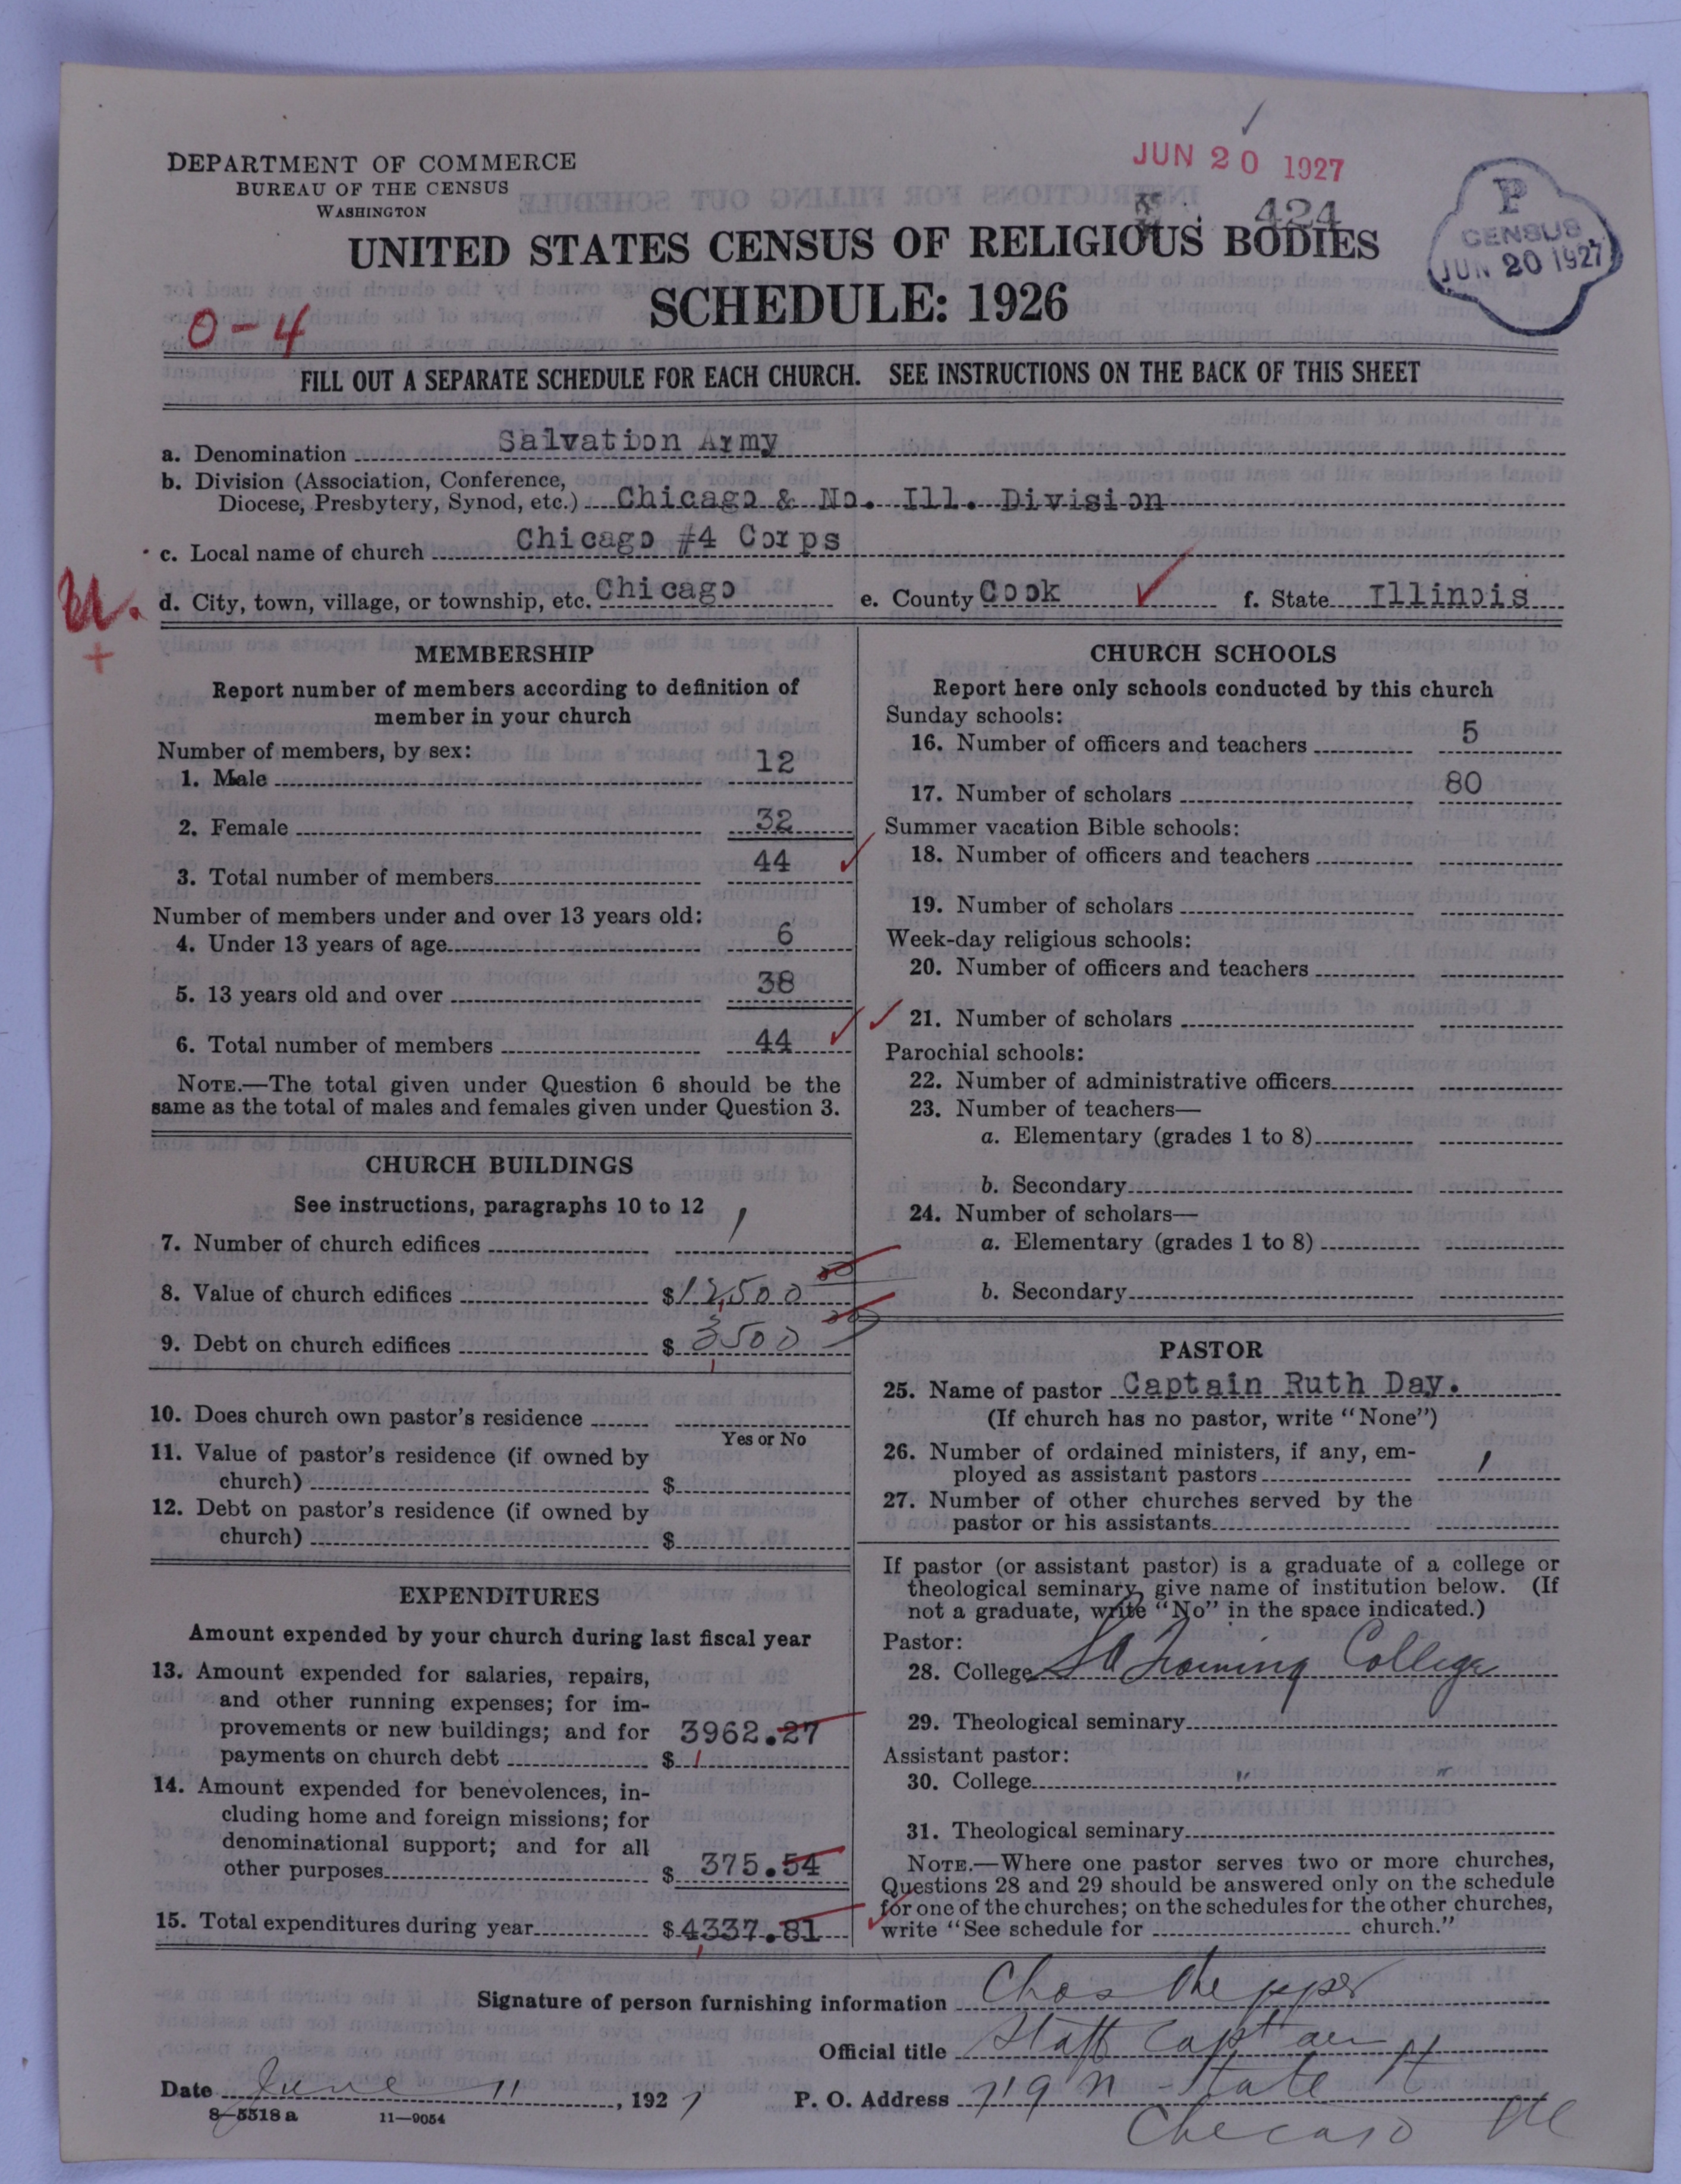 DEPARTMENT OF COMMERCE
BUREAU OF THE CENSUS
WASHINGTON
JUN 20 1927
424
P
CENSUS
JUN 20 1927
UNITED STATES CENSUS OF RELIGIOUS BODIES
SCHEDULE: 1926
0-4
FILL OUT A SEPARATE SCHEDULE FOR EACH CHURCH. SEE INSTRUCTIONS ON THE BACK OF THIS SHEET
a. Denomination Salvation Army
b. Division (Association, Conference,
Diocese, Presbytery, Synod, etc.) Chicago & No. Ill. Division
c. Local name of church Chicago #4 Corps
d. City, town, village, or township, etc. Chicago e. County Cook f. State Illinois
MEMBERSHIP
Report number of members according to definition of
member in your church
Number of members, by sex:
1. Male 12
2. Female 32
3. Total number of members 44
Number of members under and over 13 years old:
4. Under 13 years of age 6
5. 13 years old and over 38
6. Total number of members 44
NOTE.—The total given under Question 6 should be the
same as the total of males and females given under Question 3.
CHURCH BUILDINGS
See instructions, paragraphs 10 to 12
7. Number of church edifices 1
8. Value of church edifices $12,500 00
9. Debt on church edifices $ 3500 00
10. Does church own pastor's residence
Yes or No
11. Value of pastor's residence (if owned by
church) $
12. Debt on pastor's residence (if owned by
church) $
EXPENDITURES
Amount expended by your church during last fiscal year
13. Amount expended for salaries, repairs,
and other running expenses; for im-
provements or new buildings; and for 3962.27
payments on church debt $
14. Amount expended for benevolences, in-
cluding home and foreign missions; for
denominational support; and for all
other purposes $ 375.54
15. Total expenditures during year $4337.81
CHURCH SCHOOLS
Report here only schools conducted by this church
Sunday schools:
16. Number of officers and teachers 5
17. Number of scholars 80
Summer vacation Bible schools:
18. Number of officers and teachers
19. Number of scholars
Week-day religious schools:
20. Number of officers and teachers
21. Number of scholars
Parochial schools:
22. Number of administrative officers
23. Number of teachers—
a. Elementary (grades 1 to 8)
b. Secondary
24. Number of scholars—
a. Elementary (grades 1 to 8)
b. Secondary
PASTOR
25. Name of pastor Captain Ruth Day.
(If church has no pastor, write "None")
26. Number of ordained ministers, if any, em-
ployed as assistant pastors 1
27. Number of other churches served by the
pastor or his assistants
If pastor (or assistant pastor) is a graduate of a college or
theological seminary, give name of institution below. (If
not a graduate, write "No" in the space indicated.)
Pastor:
28. College SA Training College
29. Theological seminary
Assistant pastor:
30. College " "
31. Theological seminary
NOTE.—Where one pastor serves two or more churches,
Questions 28 and 29 should be answered only on the schedule
for one of the churches; on the schedules for the other churches,
write "See schedule for church."
Signature of person furnishing information Chas
Official title Staff Captain
Date June 11, 1927 P. O. Address 719 N State St
Chicago Ill
8-5518 a 11-9054